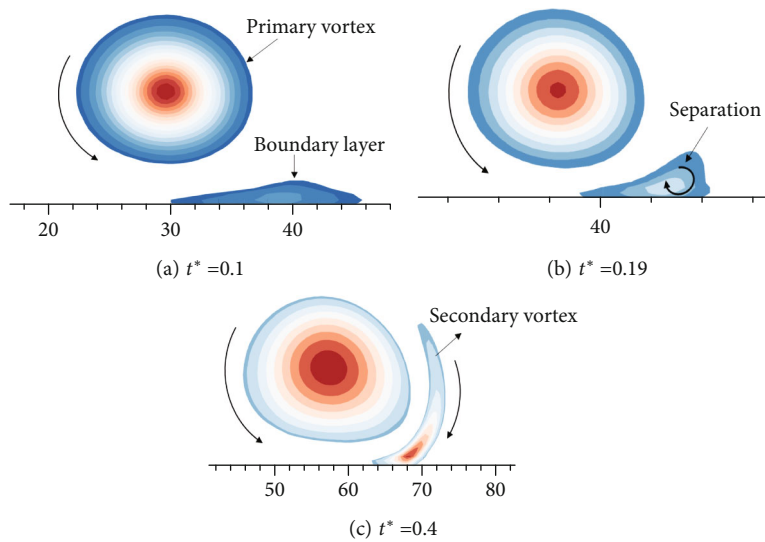 Primary vortex
Boundary layer
20 30 40
(a) t* =0.1
Separation
40
(b) t* =0.19
Secondary vortex
50 60 70 80
(c) t* =0.4